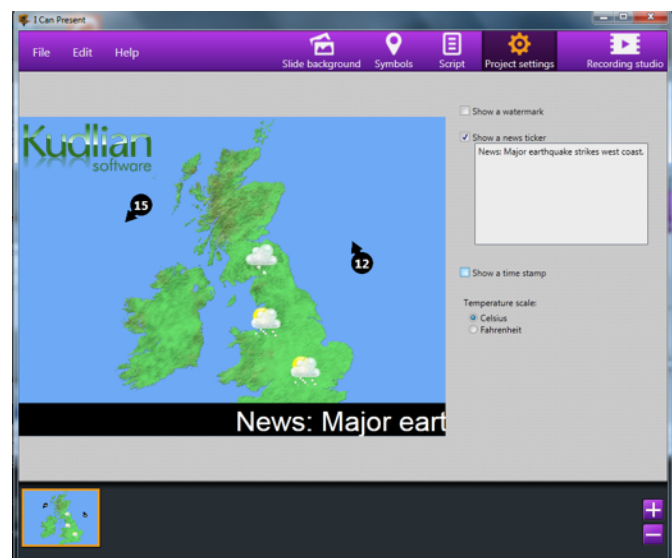 I Can Present
File Edit Help
Slide background Symbols Script Project settings Recording studio
Show a watermark
Show a news ticker
News: Major earthquake strikes west coast.
Kudlian
software
15
12
Show a time stamp
Temperature scale:
Celsius
Fahrenheit
News: Major eart